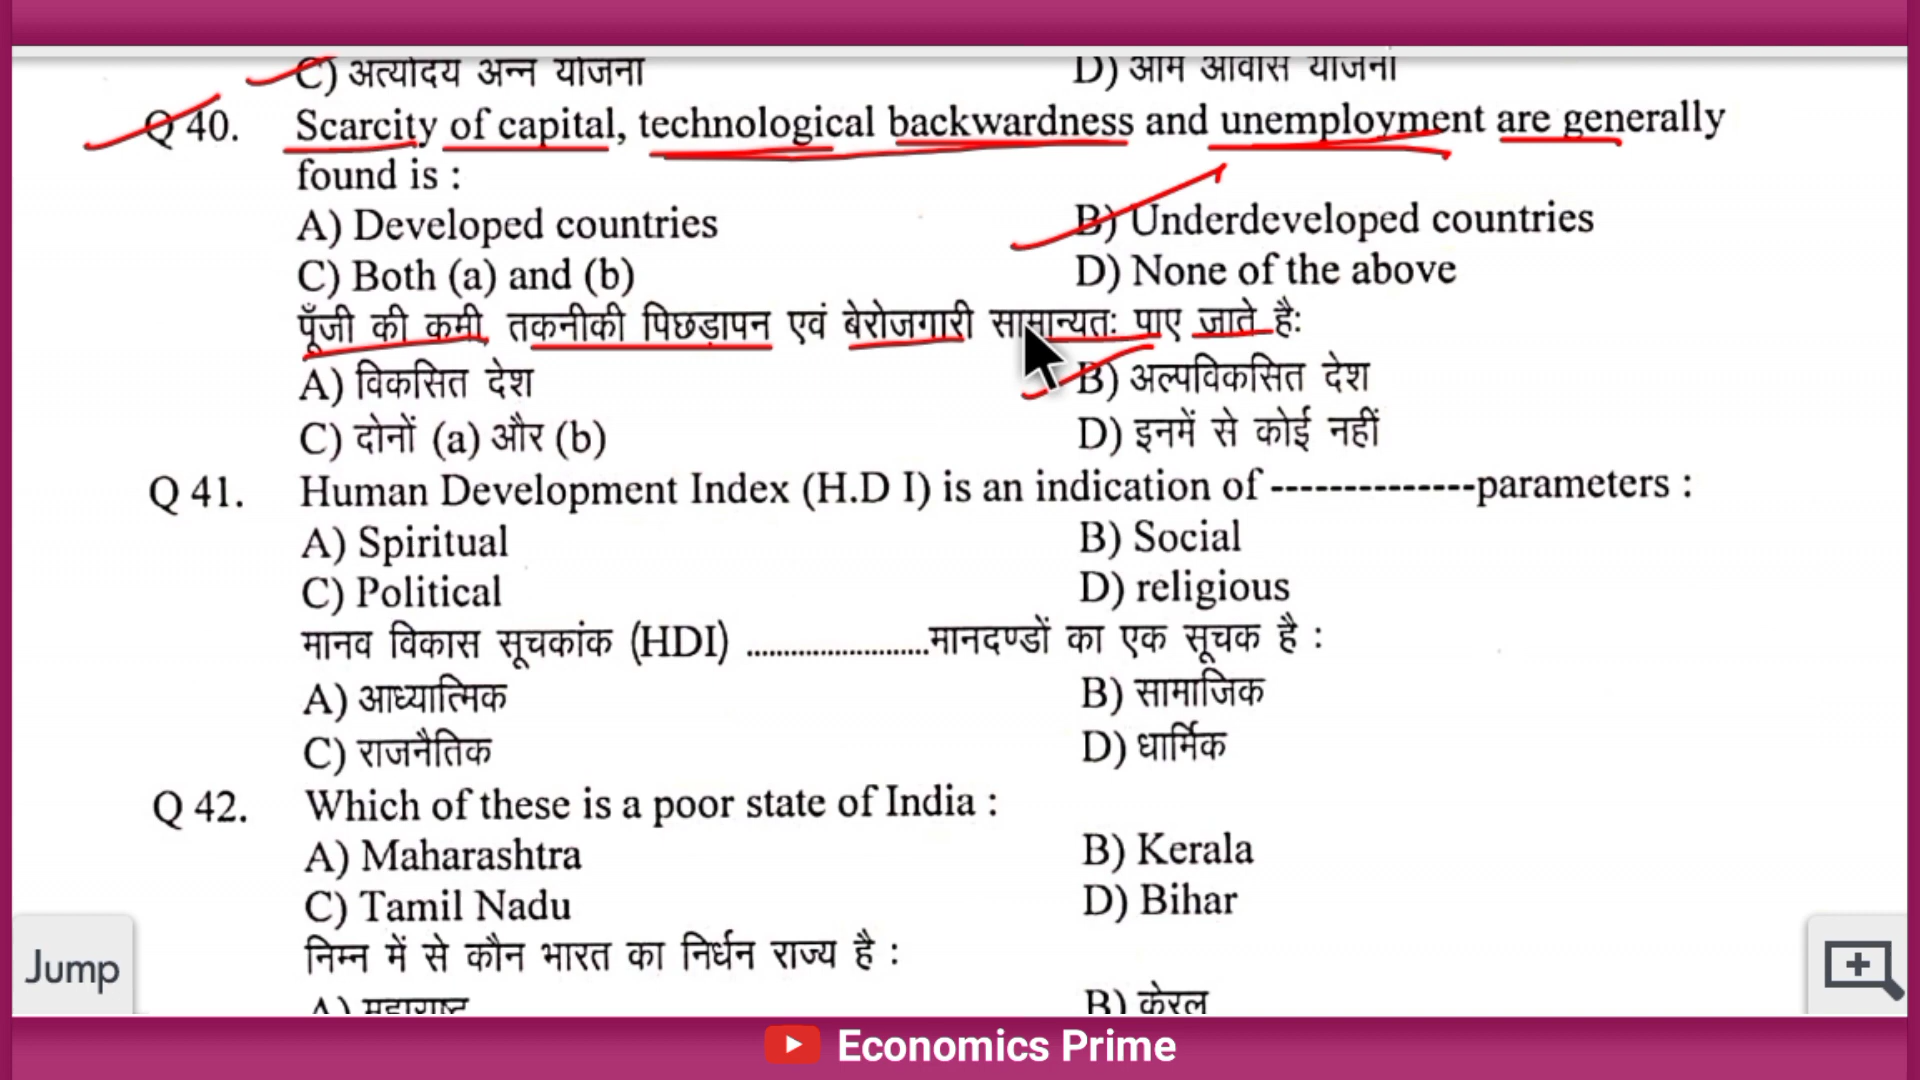 C) अत्योदय अन्न योजना D) आम आवास योजना
Q 40. Scarcity of capital, technological backwardness and unemployment are generally
found is :
A) Developed countries B) Underdeveloped countries
C) Both (a) and (b) D) None of the above
पूँजी की कमी, तकनीकी पिछड़ापन एवं बेरोजगारी सामान्यतः पाए जाते हैः
A) विकसित देश B) अल्पविकसित देश
C) दोनों (a) और (b) D) इनमें से कोई नहीं
Q 41. Human Development Index (H.D I) is an indication of --------------parameters :
A) Spiritual B) Social
C) Political D) religious
मानव विकास सूचकांक (HDI) ........................मानदण्डों का एक सूचक है :
A) आध्यात्मिक B) सामाजिक
C) राजनैतिक D) धार्मिक
Q 42. Which of these is a poor state of India :
A) Maharashtra B) Kerala
C) Tamil Nadu D) Bihar
निम्न में से कौन भारत का निर्धन राज्य है :
A) महाराष्ट्र B) केरल
Jump
Economics Prime